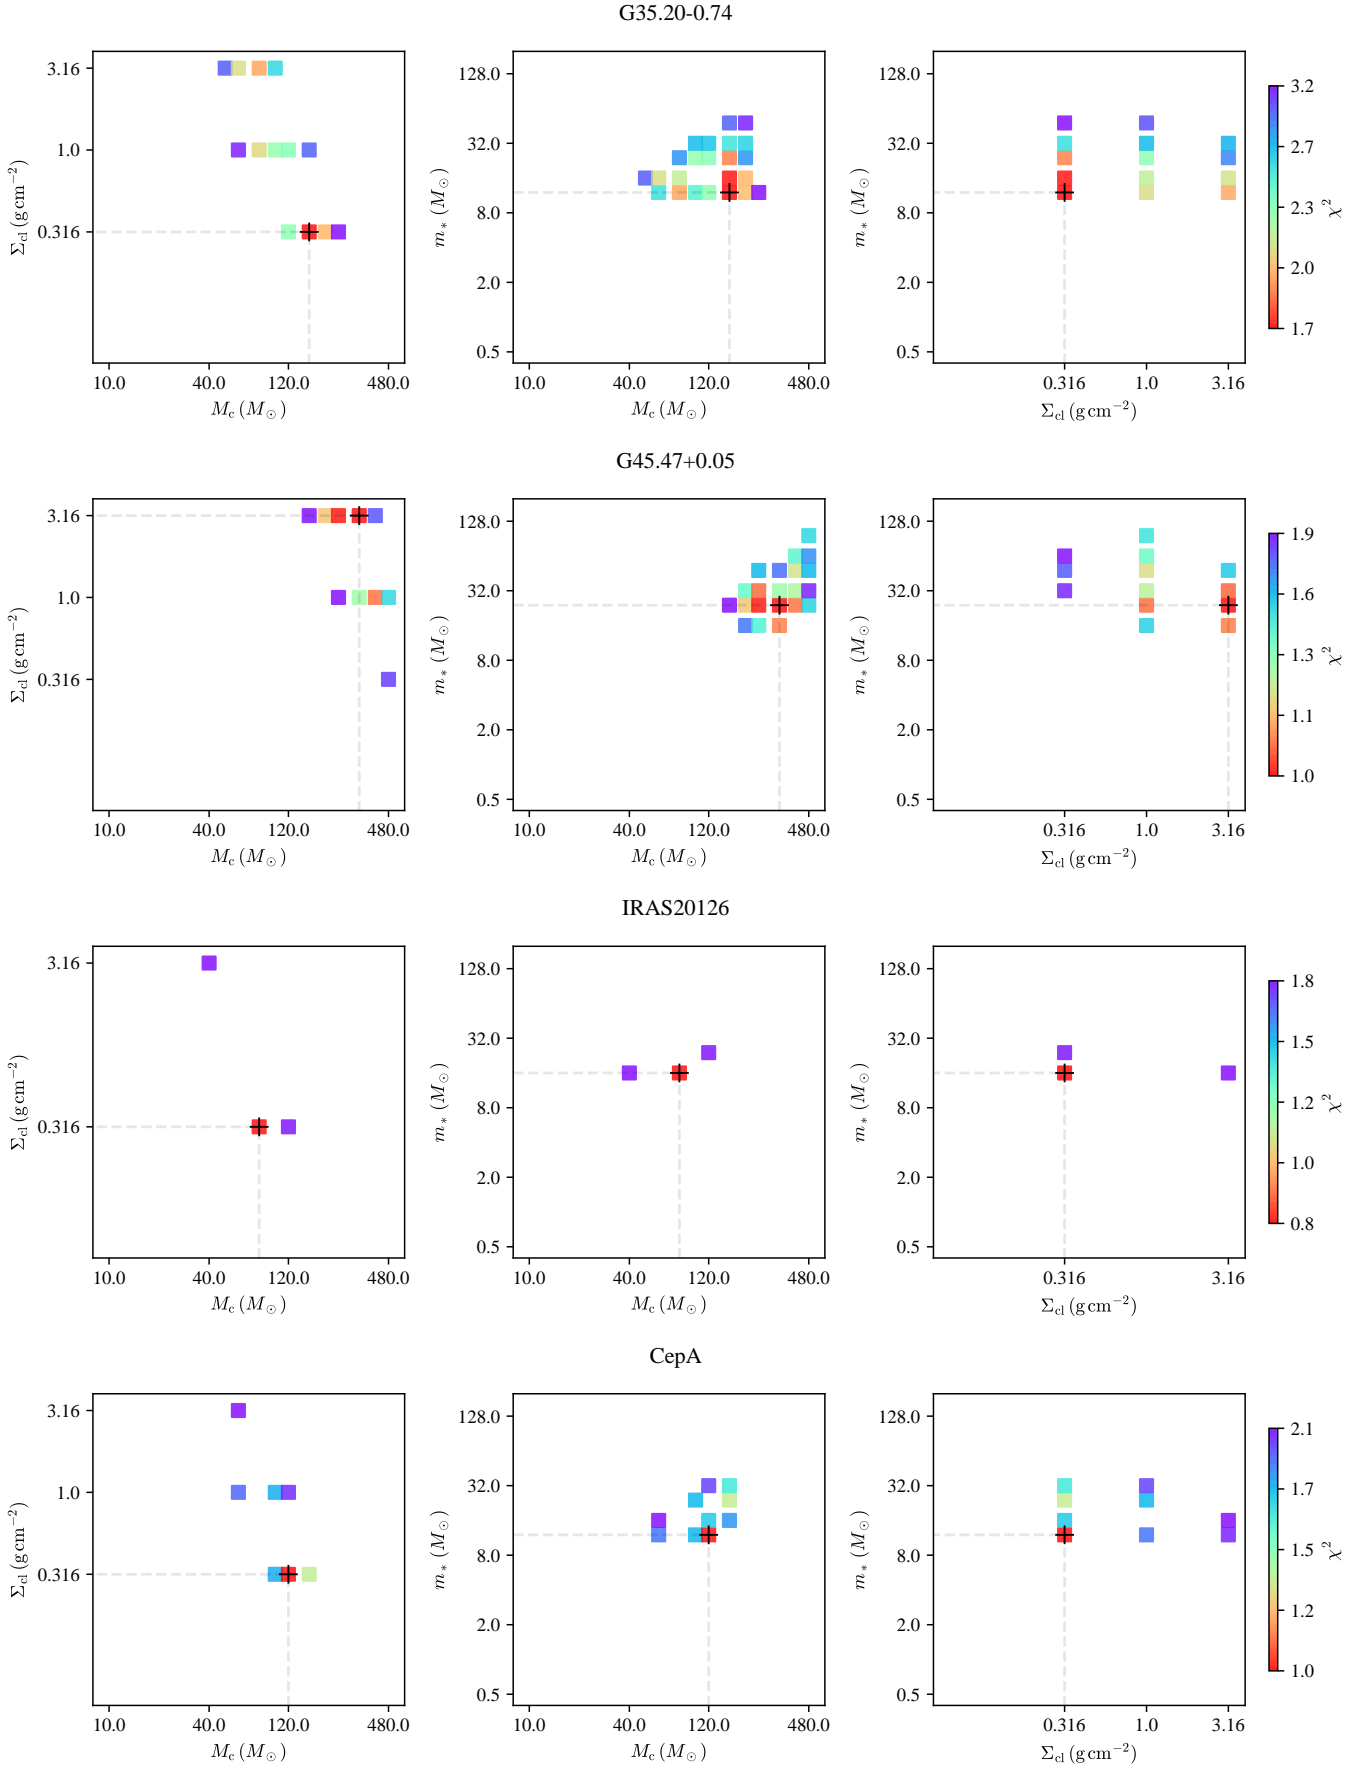 G35.20-0.74
3.16
1.0
0.316
Σcl (g cm⁻²)
10.0 40.0 120.0 480.0
Mc (M⊙)
128.0
32.0
8.0
2.0
0.5
m* (M⊙)
10.0 40.0 120.0 480.0
Mc (M⊙)
128.0
32.0
8.0
2.0
0.5
m* (M⊙)
0.316 1.0 3.16
Σcl (g cm⁻²)
3.2
2.7
2.3
2.0
1.7
χ²
G45.47+0.05
3.16
1.0
0.316
Σcl (g cm⁻²)
10.0 40.0 120.0 480.0
Mc (M⊙)
128.0
32.0
8.0
2.0
0.5
m* (M⊙)
10.0 40.0 120.0 480.0
Mc (M⊙)
128.0
32.0
8.0
2.0
0.5
m* (M⊙)
0.316 1.0 3.16
Σcl (g cm⁻²)
1.9
1.6
1.3
1.1
1.0
χ²
IRAS20126
3.16
0.316
Σcl (g cm⁻²)
10.0 40.0 120.0 480.0
Mc (M⊙)
128.0
32.0
8.0
2.0
0.5
m* (M⊙)
10.0 40.0 120.0 480.0
Mc (M⊙)
128.0
32.0
8.0
2.0
0.5
m* (M⊙)
0.316 3.16
Σcl (g cm⁻²)
1.8
1.5
1.2
1.0
0.8
χ²
CepA
3.16
1.0
0.316
Σcl (g cm⁻²)
10.0 40.0 120.0 480.0
Mc (M⊙)
128.0
32.0
8.0
2.0
0.5
m* (M⊙)
10.0 40.0 120.0 480.0
Mc (M⊙)
128.0
32.0
8.0
2.0
0.5
m* (M⊙)
0.316 1.0 3.16
Σcl (g cm⁻²)
2.1
1.7
1.5
1.2
1.0
χ²